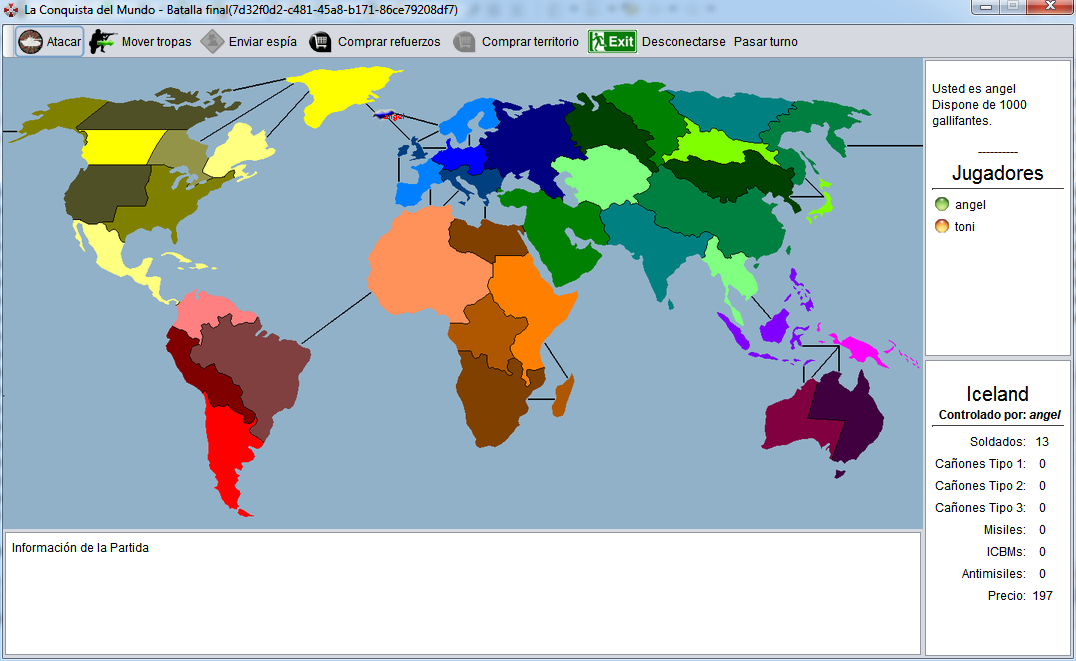 La Conquista del Mundo - Batalla final(7d32f0d2-c481-45a8-b171-86ce79208df7)
Atacar Mover tropas Enviar espía Comprar refuerzos Comprar territorio Exit Desconectarse Pasar turno
Usted es angel
Dispone de 1000
gallifantes.
----------
Jugadores
angel
toni
Iceland
Controlado por: angel
Soldados: 13
Cañones Tipo 1: 0
Cañones Tipo 2: 0
Cañones Tipo 3: 0
Misiles: 0
ICBMs: 0
Antimisiles: 0
Precio: 197
Información de la Partida